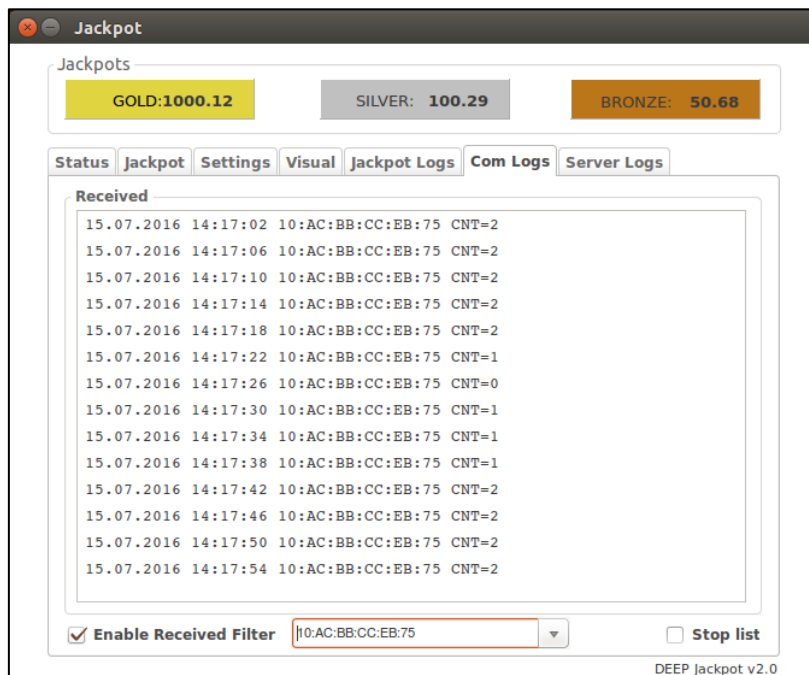 Jackpot
Jackpots
GOLD:1000.12 SILVER: 100.29 BRONZE: 50.68
Status Jackpot Settings Visual Jackpot Logs Com Logs Server Logs
Received
15.07.2016 14:17:02 10:AC:BB:CC:EB:75 CNT=2
15.07.2016 14:17:06 10:AC:BB:CC:EB:75 CNT=2
15.07.2016 14:17:10 10:AC:BB:CC:EB:75 CNT=2
15.07.2016 14:17:14 10:AC:BB:CC:EB:75 CNT=2
15.07.2016 14:17:18 10:AC:BB:CC:EB:75 CNT=2
15.07.2016 14:17:22 10:AC:BB:CC:EB:75 CNT=1
15.07.2016 14:17:26 10:AC:BB:CC:EB:75 CNT=0
15.07.2016 14:17:30 10:AC:BB:CC:EB:75 CNT=1
15.07.2016 14:17:34 10:AC:BB:CC:EB:75 CNT=1
15.07.2016 14:17:38 10:AC:BB:CC:EB:75 CNT=1
15.07.2016 14:17:42 10:AC:BB:CC:EB:75 CNT=2
15.07.2016 14:17:46 10:AC:BB:CC:EB:75 CNT=2
15.07.2016 14:17:50 10:AC:BB:CC:EB:75 CNT=2
15.07.2016 14:17:54 10:AC:BB:CC:EB:75 CNT=2
Enable Received Filter 10:AC:BB:CC:EB:75 Stop list
DEEP Jackpot v2.0